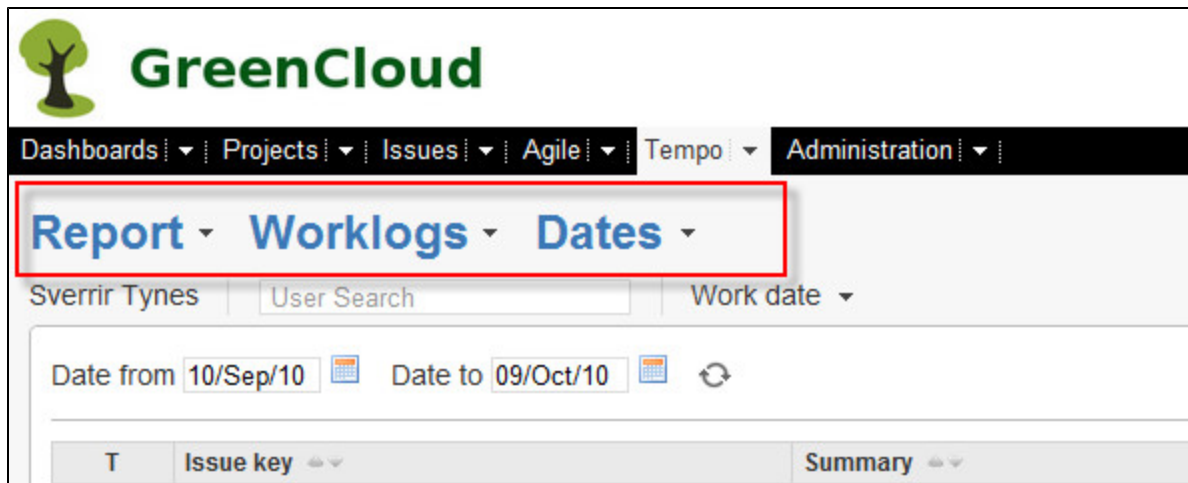 GreenCloud
Dashboards Projects Issues Agile Tempo Administration
Report Worklogs Dates
Sverrir Tynes User Search Work date
Date from 10/Sep/10 Date to 09/Oct/10
T Issue key Summary